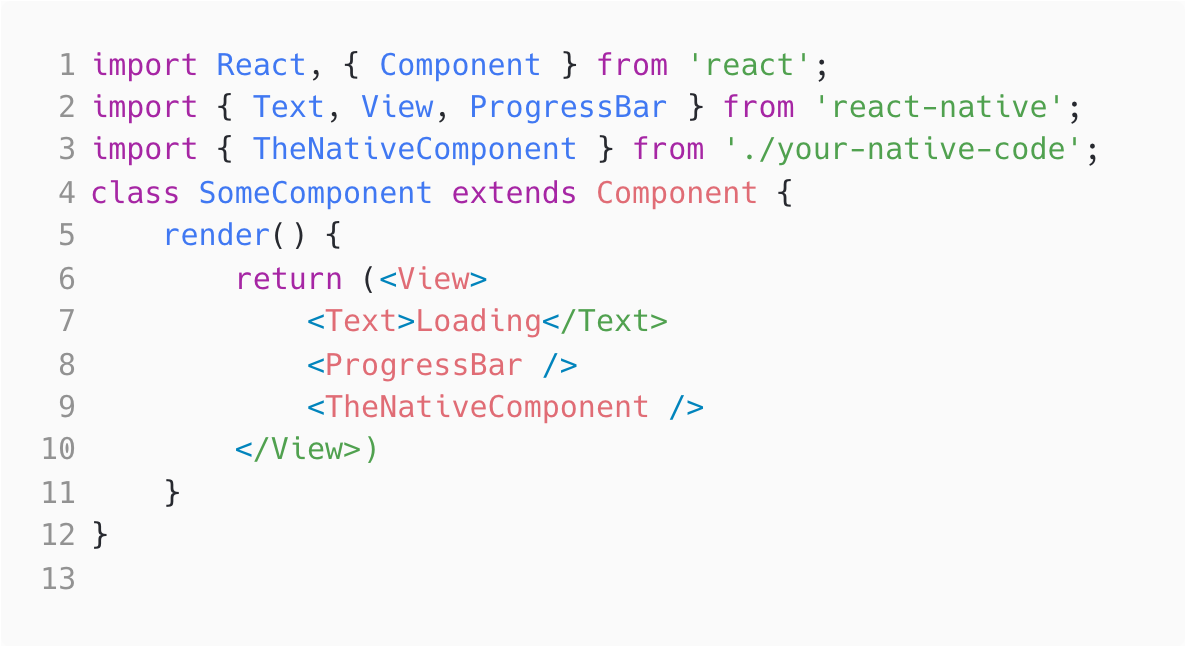 1 import React, { Component } from 'react';
2 import { Text, View, ProgressBar } from 'react-native';
3 import { TheNativeComponent } from './your-native-code';
4 class SomeComponent extends Component {
5     render() {
6         return (<View>
7             <Text>Loading</Text>
8             <ProgressBar />
9             <TheNativeComponent />
10         </View>)
11     }
12 }
13